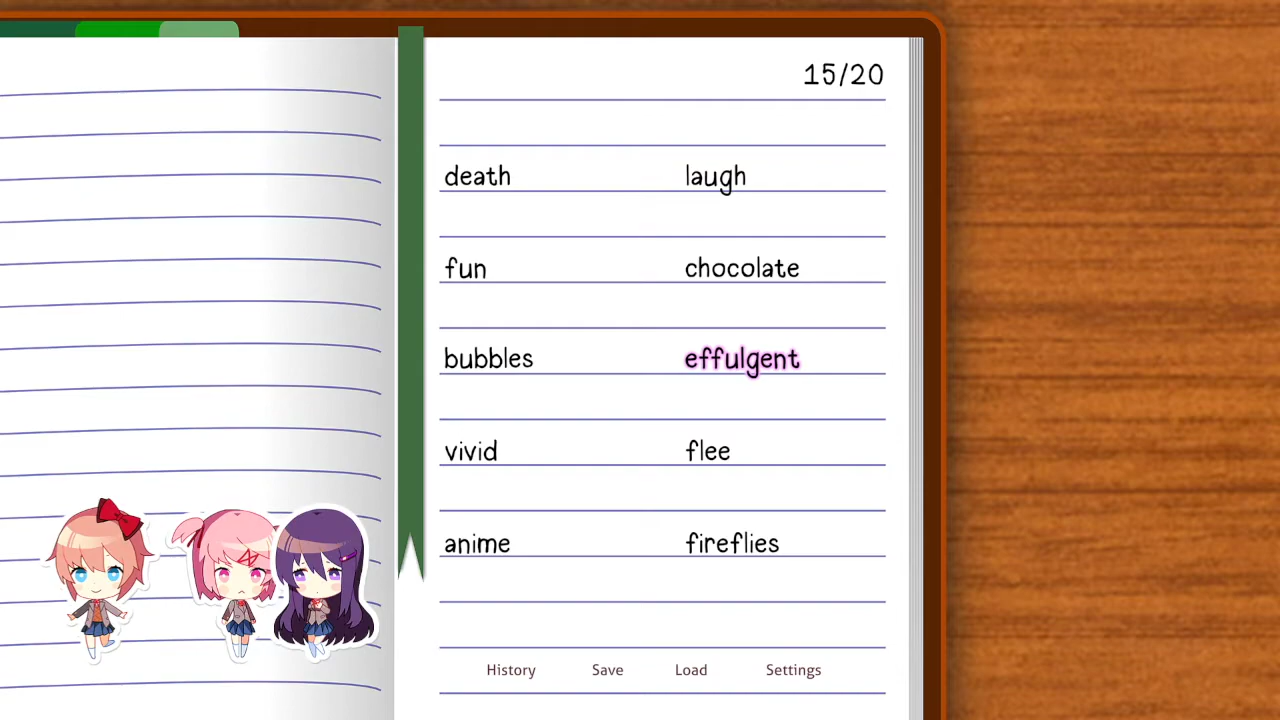 15/20
death laugh
fun chocolate
bubbles effulgent
vivid flee
anime fireflies
History Save Load Settings